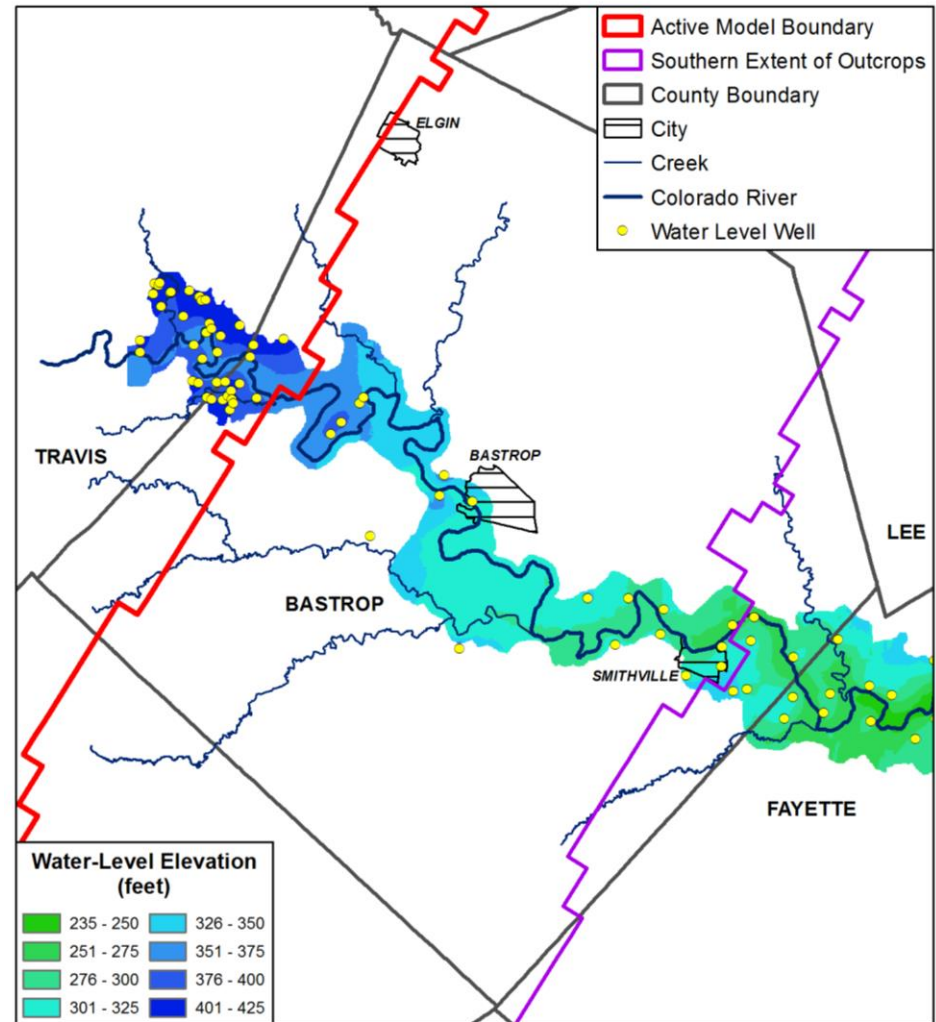 Active Model Boundary
Southern Extent of Outcrops
County Boundary
City
Creek
Colorado River
Water Level Well
ELGIN
TRAVIS
BASTROP
LEE
BASTROP
SMITHVILLE
FAYETTE
Water-Level Elevation
(feet)
235 - 250
326 - 350
251 - 275
351 - 375
276 - 300
376 - 400
301 - 325
401 - 425